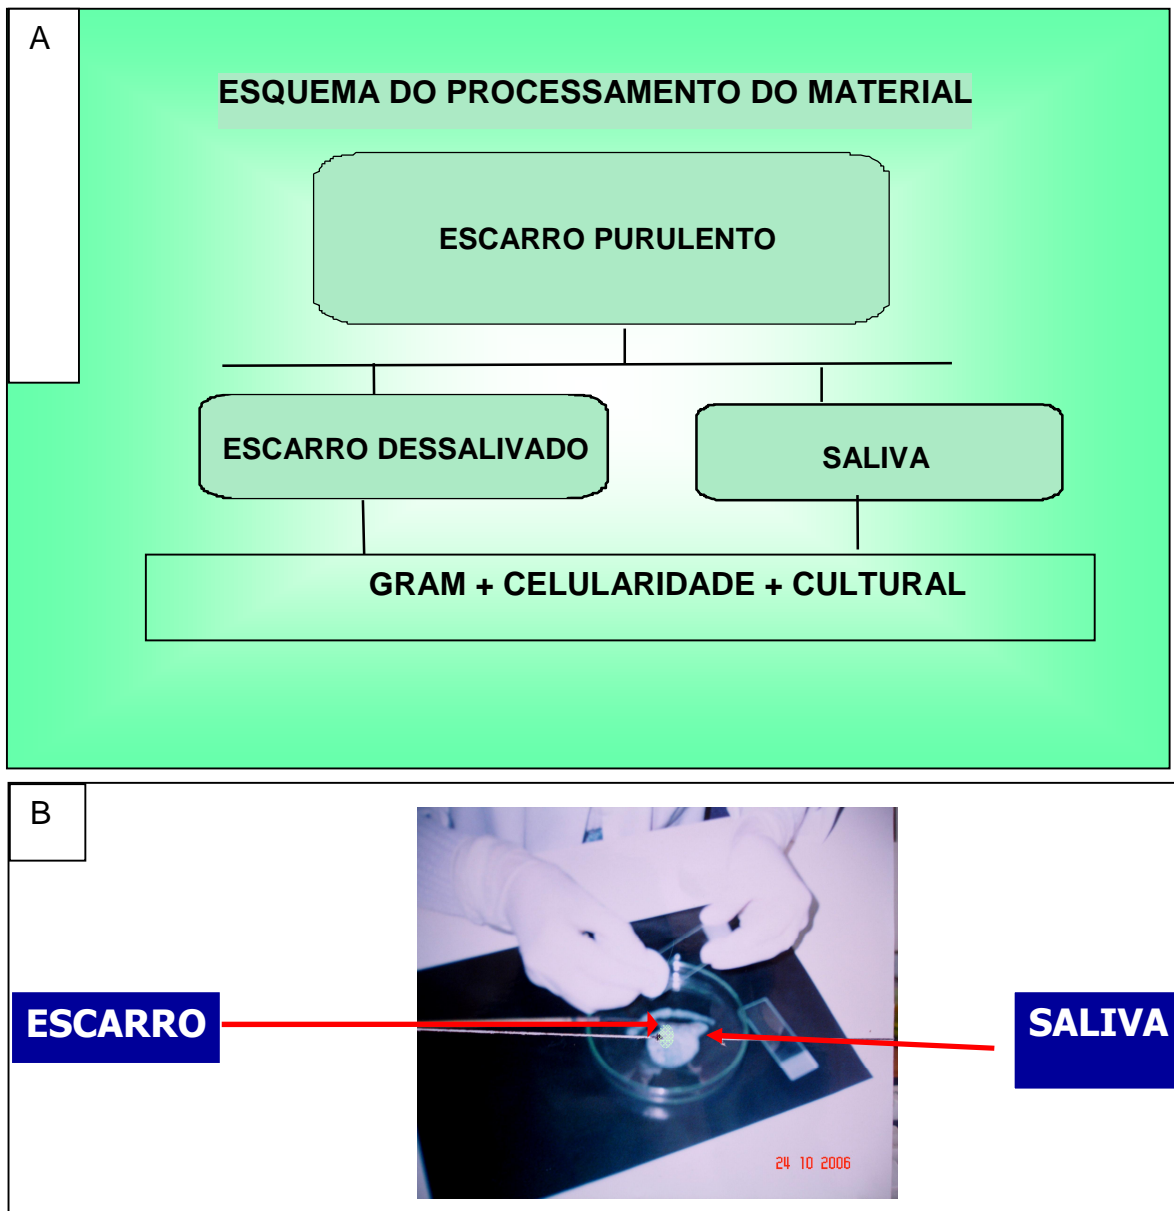 A
ESQUEMA DO PROCESSAMENTO DO MATERIAL
ESCARRO PURULENTO
ESCARRO DESSALIVADO
SALIVA
GRAM + CELULARIDADE + CULTURAL
B
ESCARRO
SALIVA
24 10 2006